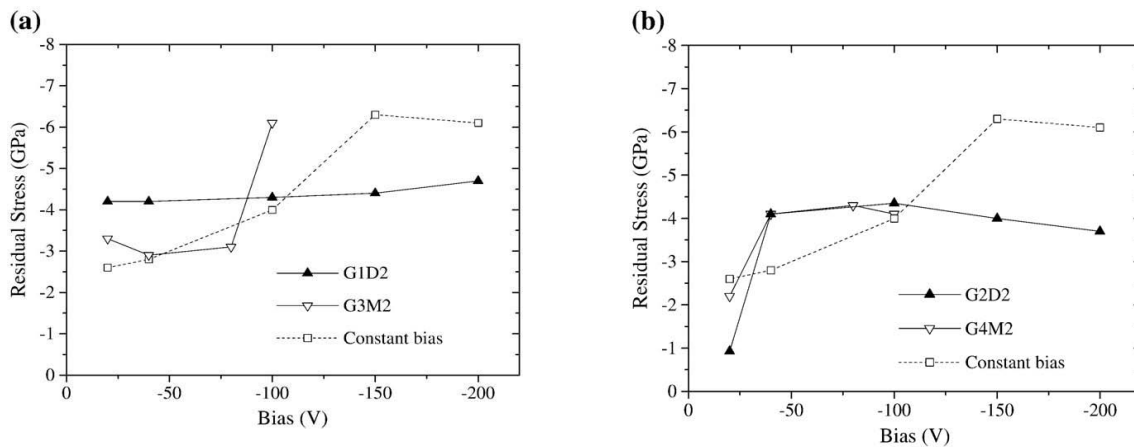 (a)
-8
-7
-6
-5
-4
-3
-2
-1
0
Residual Stress (GPa)
G1D2
G3M2
Constant bias
0 -50 -100 -150 -200
Bias (V)
(b)
-8
-7
-6
-5
-4
-3
-2
-1
0
Residual Stress (GPa)
G2D2
G4M2
Constant bias
0 -50 -100 -150 -200
Bias (V)